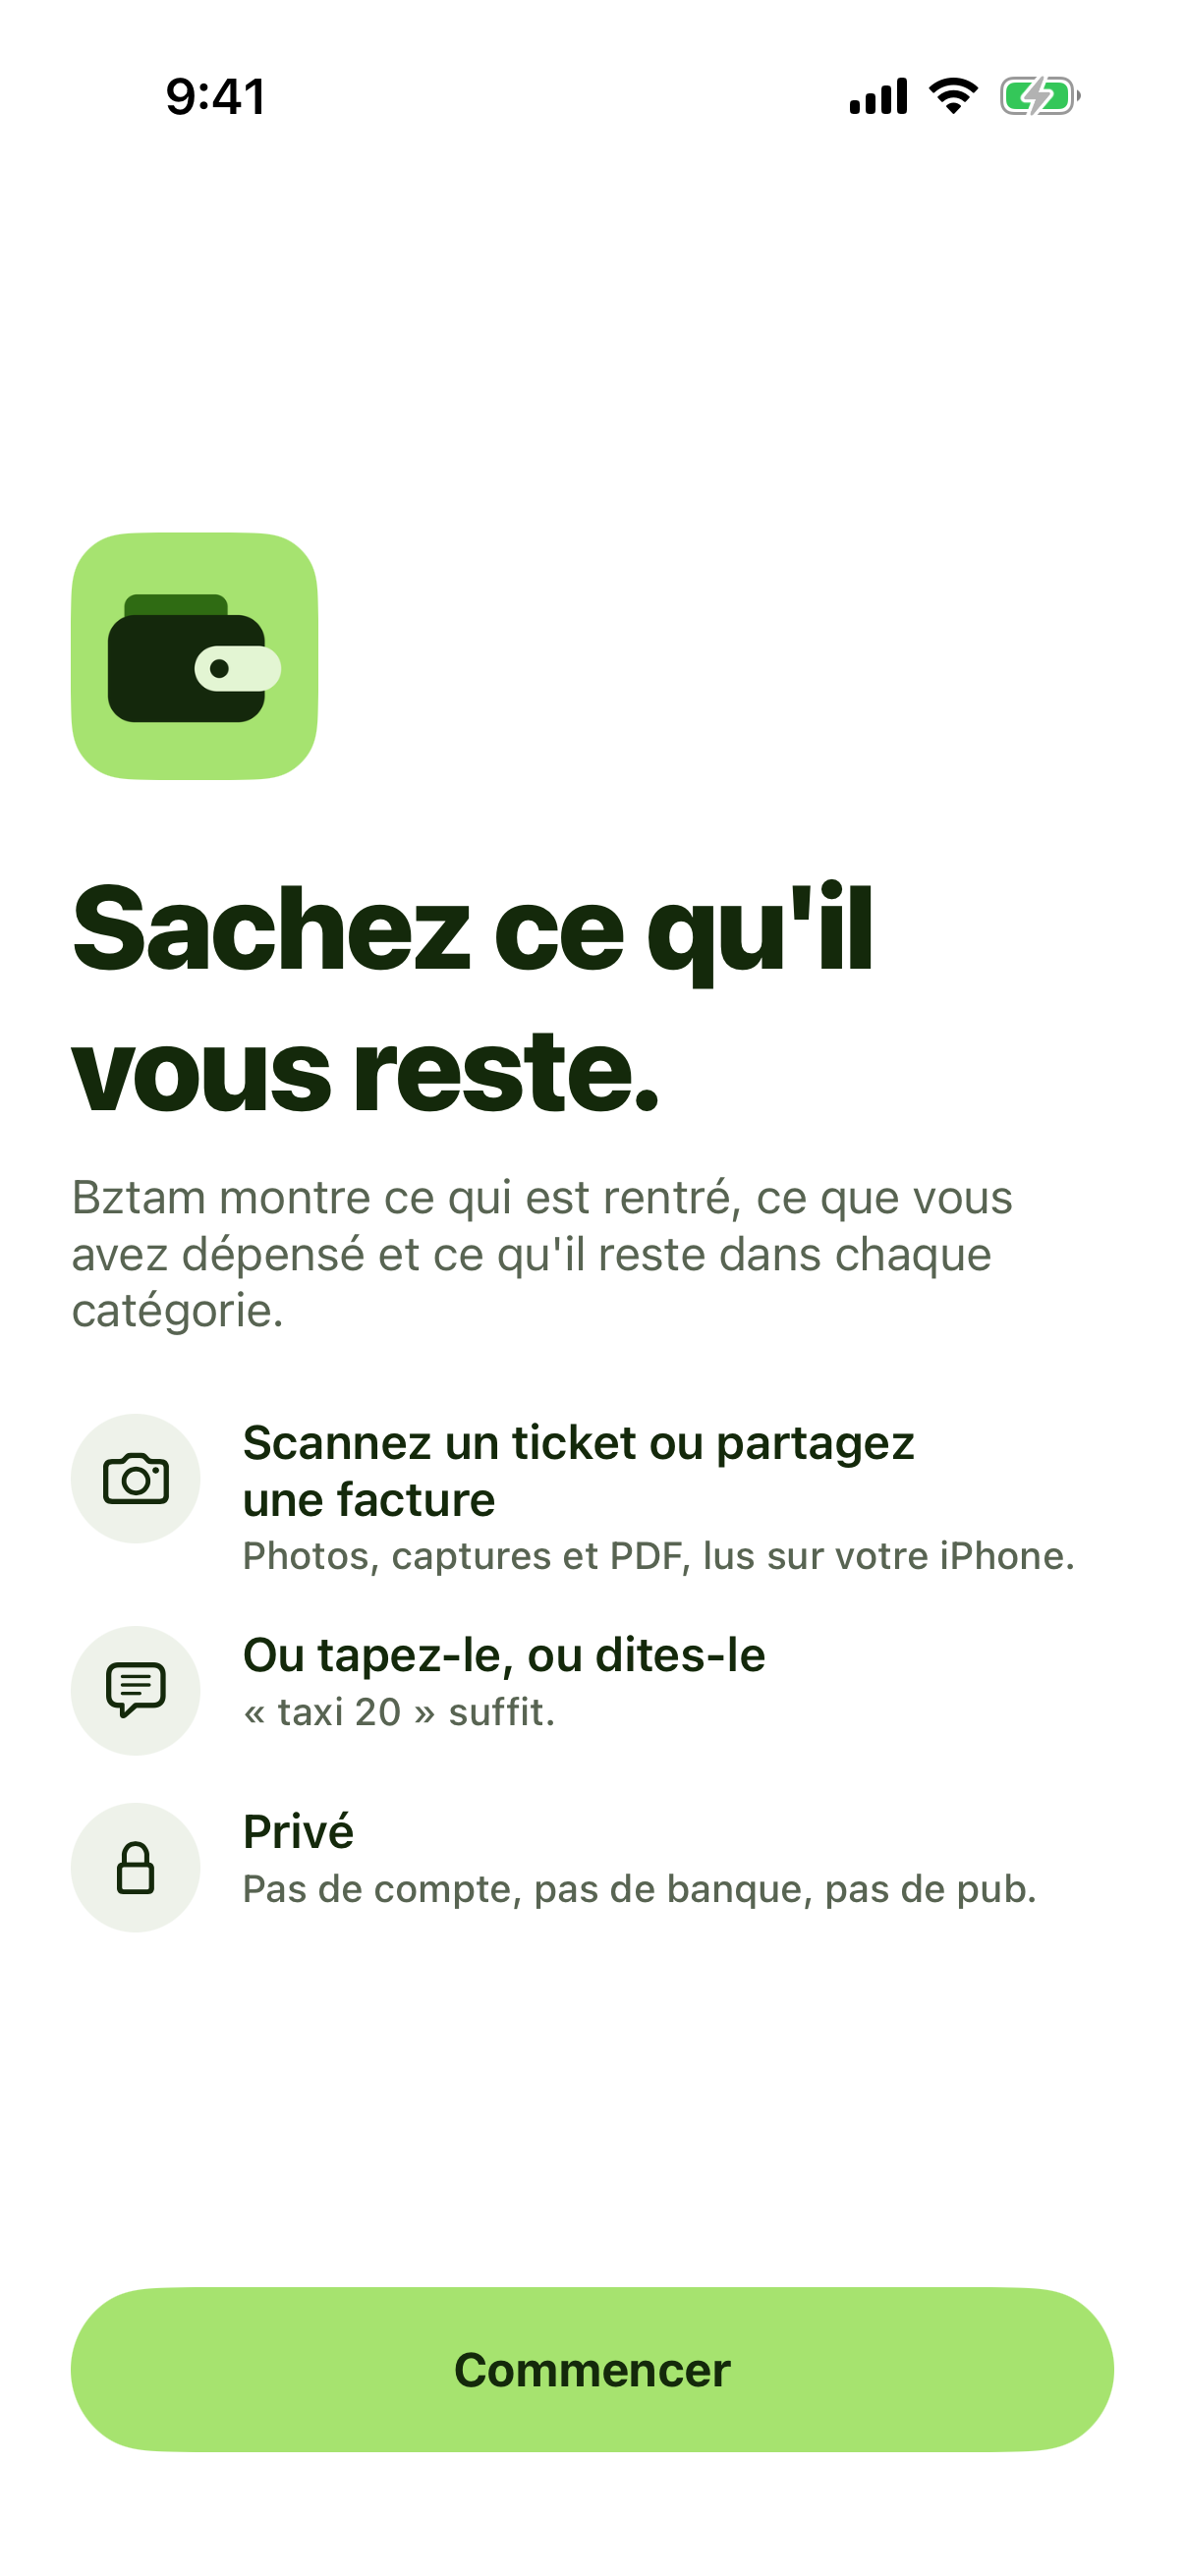 9:41
Sachez ce qu'il
vous reste.
Bztam montre ce qui est rentré, ce que vous
avez dépensé et ce qu'il reste dans chaque
catégorie.
Scannez un ticket ou partagez
une facture
Photos, captures et PDF, lus sur votre iPhone.
Ou tapez-le, ou dites-le
« taxi 20 » suffit.
Privé
Pas de compte, pas de banque, pas de pub.
Commencer